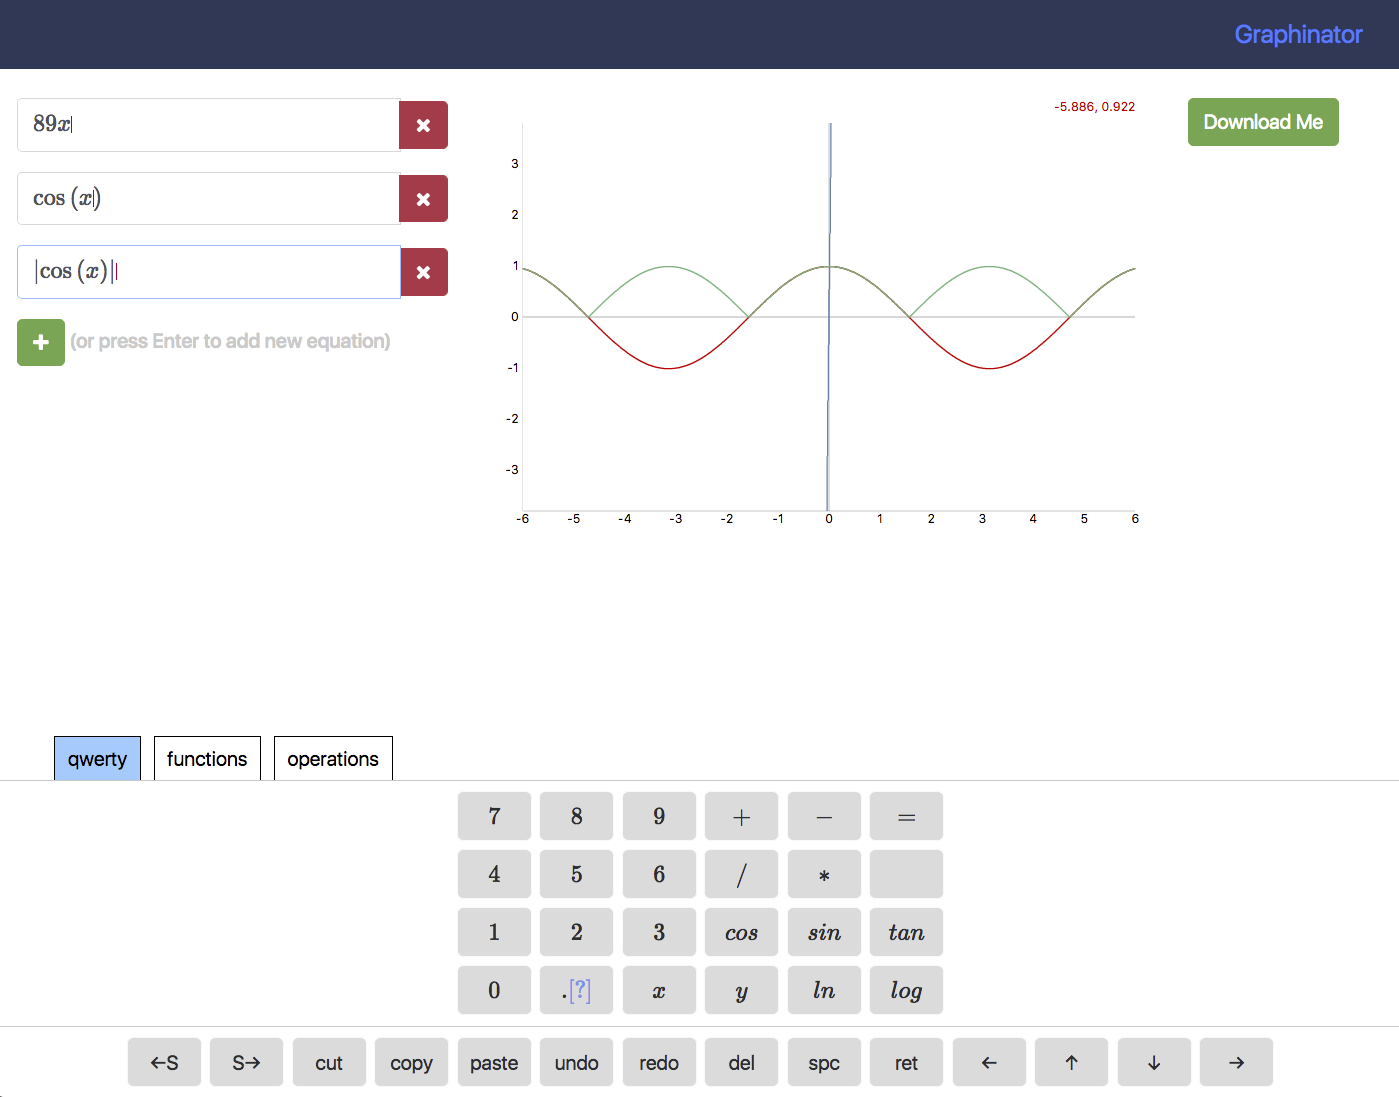 Graphinator
89x
cos (x)
|cos (x)|
+ (or press Enter to add new equation)
-5.886, 0.922
Download Me
3
2
1
0
-1
-2
-3
-6 -5 -4 -3 -2 -1 0 1 2 3 4 5 6
qwerty functions operations
7 8 9 + − =
4 5 6 / *
1 2 3 cos sin tan
0 .[?] x y ln log
←S S→ cut copy paste undo redo del spc ret ← ↑ ↓ →